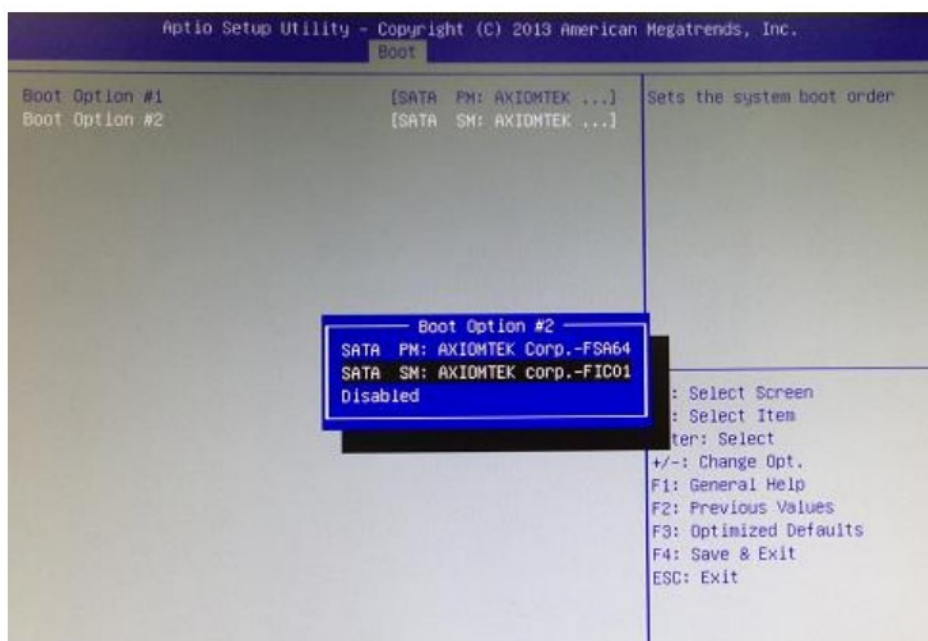 Aptio Setup Utility - Copyright (C) 2013 American Megatrends, Inc.
Boot
Boot Option #1 [SATA PM: AXIOMTEK ...] Sets the system boot order
Boot Option #2 [SATA SM: AXIOMTEK ...]
Boot Option #2
SATA PM: AXIOMTEK Corp.-FSA64
SATA SM: AXIOMTEK corp.-FIC01
Disabled
: Select Screen
: Select Item
ter: Select
+/-: Change Opt.
F1: General Help
F2: Previous Values
F3: Optimized Defaults
F4: Save & Exit
ESC: Exit